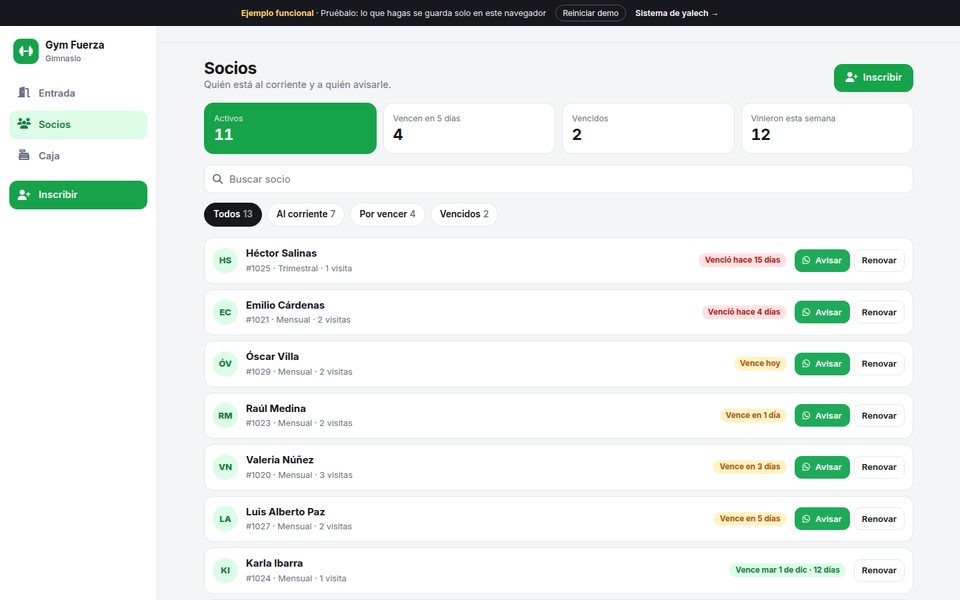 Ejemplo funcional · Pruébalo: lo que hagas se guarda solo en este navegador Reiniciar demo Sistema de yalech →
Gym Fuerza
Gimnasio
Entrada
Socios
Caja
Inscribir
Socios
Quién está al corriente y a quién avisarle.
Inscribir
Activos
11
Vencen en 5 días
4
Vencidos
2
Vinieron esta semana
12
Buscar socio
Todos 13 Al corriente 7 Por vencer 4 Vencidos 2
HS Héctor Salinas
#1025 · Trimestral · 1 visita
Venció hace 15 días Avisar Renovar
EC Emilio Cárdenas
#1021 · Mensual · 2 visitas
Venció hace 4 días Avisar Renovar
ÓV Óscar Villa
#1029 · Mensual · 2 visitas
Vence hoy Avisar Renovar
RM Raúl Medina
#1023 · Mensual · 2 visitas
Vence en 1 día Avisar Renovar
VN Valeria Núñez
#1020 · Mensual · 3 visitas
Vence en 3 días Avisar Renovar
LA Luis Alberto Paz
#1027 · Mensual · 2 visitas
Vence en 5 días Avisar Renovar
KI Karla Ibarra
#1024 · Mensual · 1 visita
Vence mar 1 de dic · 12 días Renovar